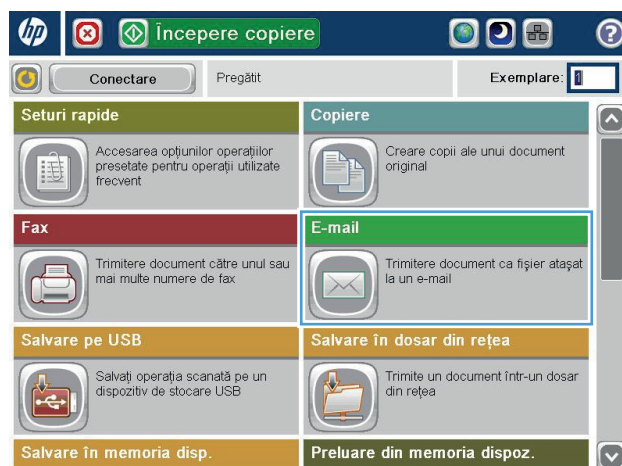 hp
Începere copiere
?
Conectare
Pregătit
Exemplare: 1
Seturi rapide
Copiere
Accesarea opţiunilor operaţiilor
presetate pentru operaţii utilizate
frecvent
Creare copii ale unui document
original
Fax
E-mail
Trimitere document către unul sau
mai multe numere de fax
Trimitere document ca fişier ataşat
la un e-mail
Salvare pe USB
Salvare în dosar din reţea
Salvaţi operaţia scanată pe un
dispozitiv de stocare USB
Trimite un document într-un dosar
din reţea
Salvare în memoria disp.
Preluare din memoria dispoz.